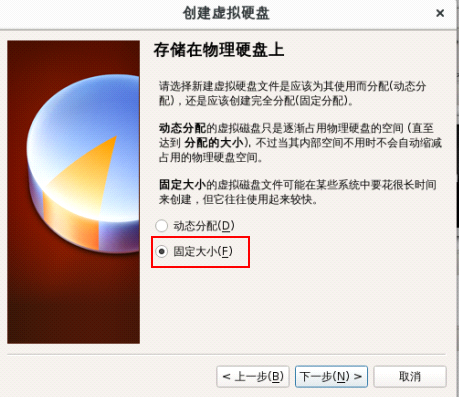 创建虚拟硬盘
×
存储在物理硬盘上
请选择新建虚拟硬盘文件是应该为其使用而分配(动态分
配)，还是应该创建完全分配(固定分配)。
动态分配的虚拟磁盘只是逐渐占用物理硬盘的空间 (直至
达到 分配的大小)，不过当其内部空间不用时不会自动缩减
占用的物理硬盘空间。
固定大小的虚拟磁盘文件可能在某些系统中要花很长时间
来创建，但它往往使用起来较快。
动态分配(D)
固定大小(F)
< 上一步(B)
下一步(N) >
取消